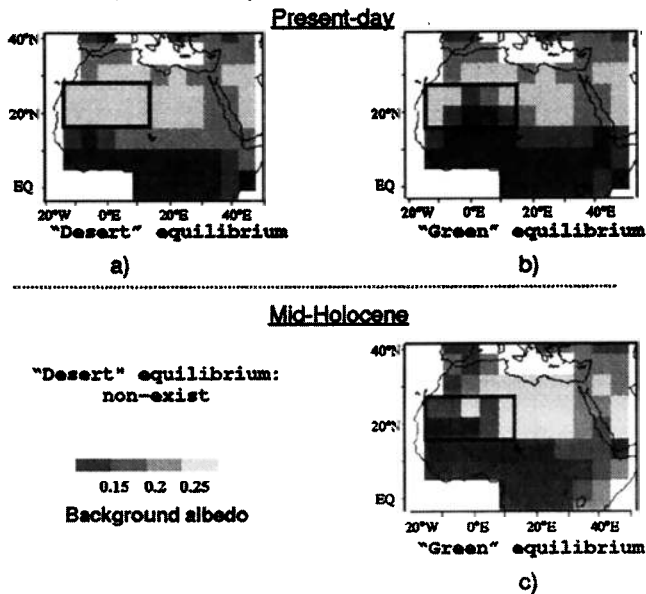 Present-day
40°N
20°N
EQ
20°W 0°E 20°E 40°E
"Desert" equilibrium
a)
40°N
20°N
EQ
20°W 0°E 20°E 40°E
"Green" equilibrium
b)
Mid-Holocene
"Desert" equilibrium:
non-exist
0.15 0.2 0.25
Background albedo
40°N
20°N
EQ
20°W 0°E 20°E 40°E
"Green" equilibrium
c)